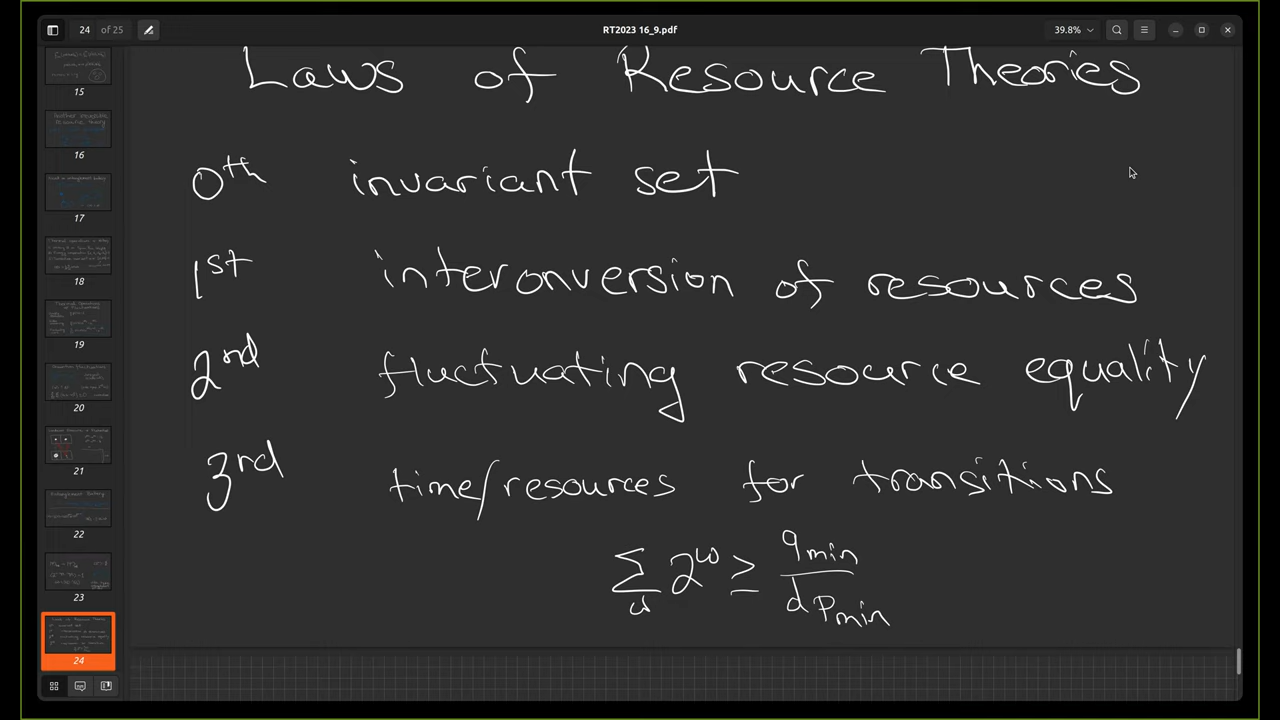 24 of 25
RT2023 16_9.pdf
39.8%
Laws of Resource Theories
0th invariant set
1st interonversion of resources
2nd fluctuating resource equality
3rd time/resources for transitions
∑_w 2^w ≥ q_min / d p_min
15
16
17
18
19
20
21
22
23
24